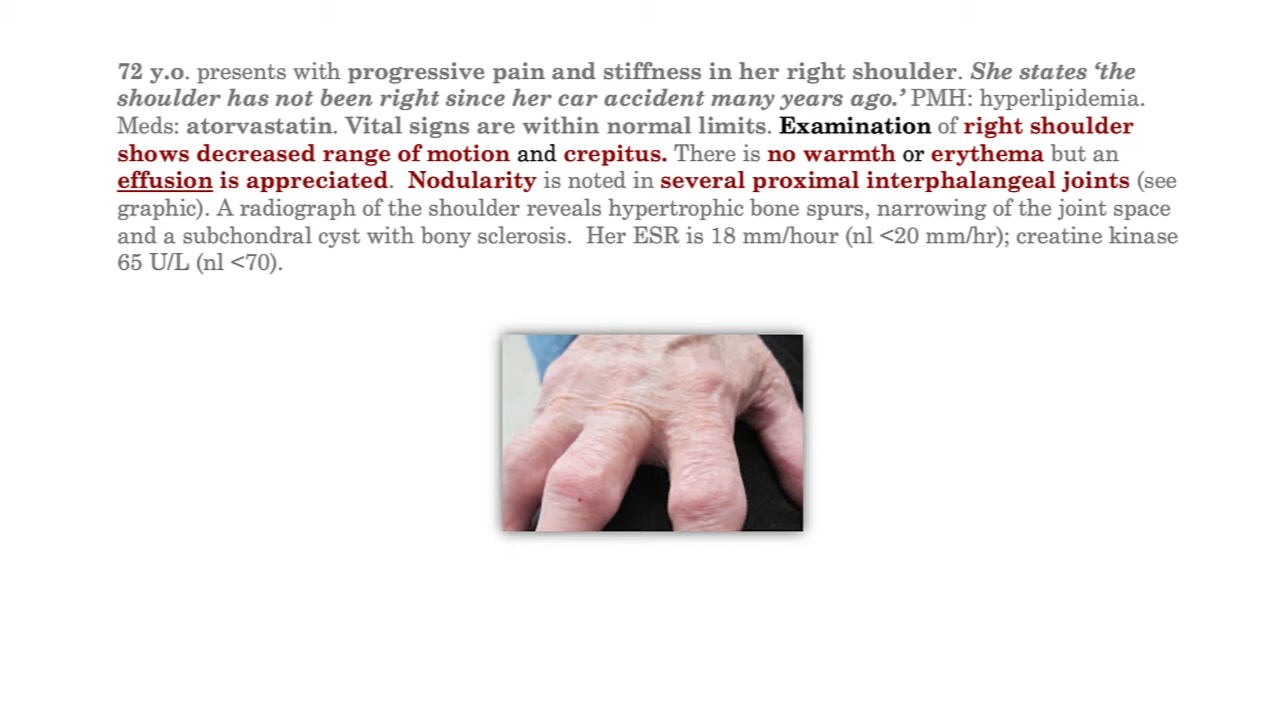 72 y.o. presents with progressive pain and stiffness in her right shoulder. She states ‘the
shoulder has not been right since her car accident many years ago.’ PMH: hyperlipidemia.
Meds: atorvastatin. Vital signs are within normal limits. Examination of right shoulder
shows decreased range of motion and crepitus. There is no warmth or erythema but an
effusion is appreciated. Nodularity is noted in several proximal interphalangeal joints (see
graphic). A radiograph of the shoulder reveals hypertrophic bone spurs, narrowing of the joint space
and a subchondral cyst with bony sclerosis. Her ESR is 18 mm/hour (nl <20 mm/hr); creatine kinase
65 U/L (nl <70).